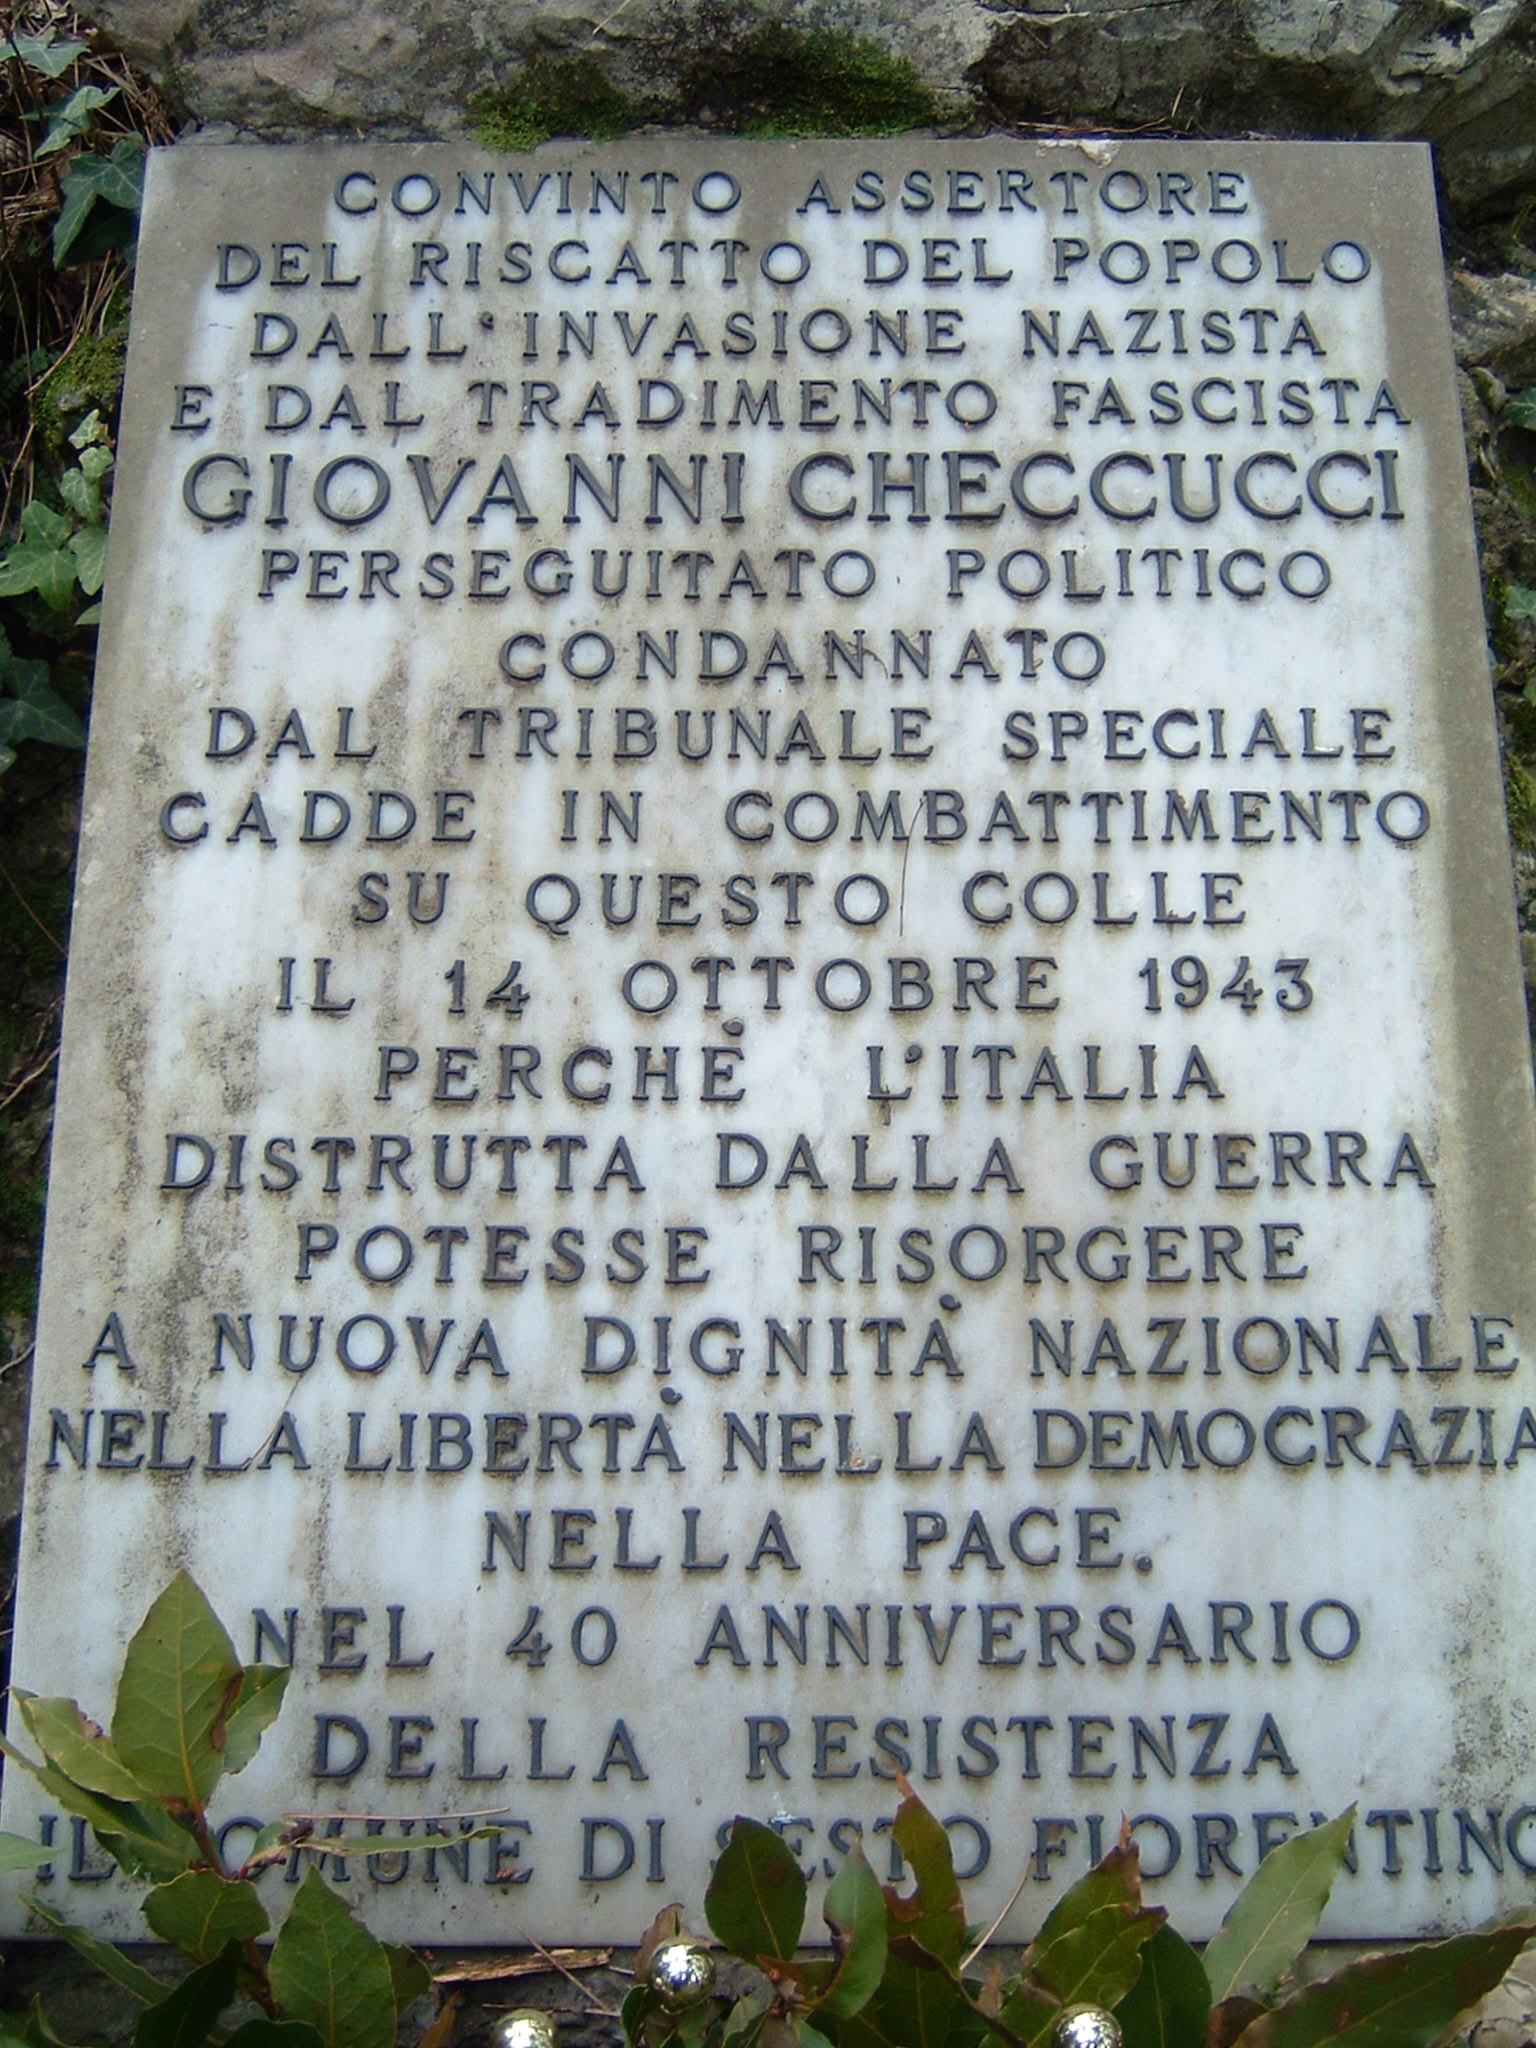 CONVINTO ASSERTORE
DEL RISCATTO DEL POPOLO
DALL'INVASIONE NAZISTA
E DAL TRADIMENTO FASCISTA
GIOVANNI CHECCUCCI
PERSEGUITATO POLITICO
CONDANNATO
DAL TRIBUNALE SPECIALE
CADDE IN COMBATTIMENTO
SU QUESTO COLLE
IL 14 OTTOBRE 1943
PERCHÈ L'ITALIA
DISTRUTTA DALLA GUERRA
POTESSE RISORGERE
A NUOVA DIGNITÀ NAZIONALE
NELLA LIBERTÀ NELLA DEMOCRAZIA
NELLA PACE.
NEL 40 ANNIVERSARIO
DELLA RESISTENZA
IL COMUNE DI SESTO FIORENTINO